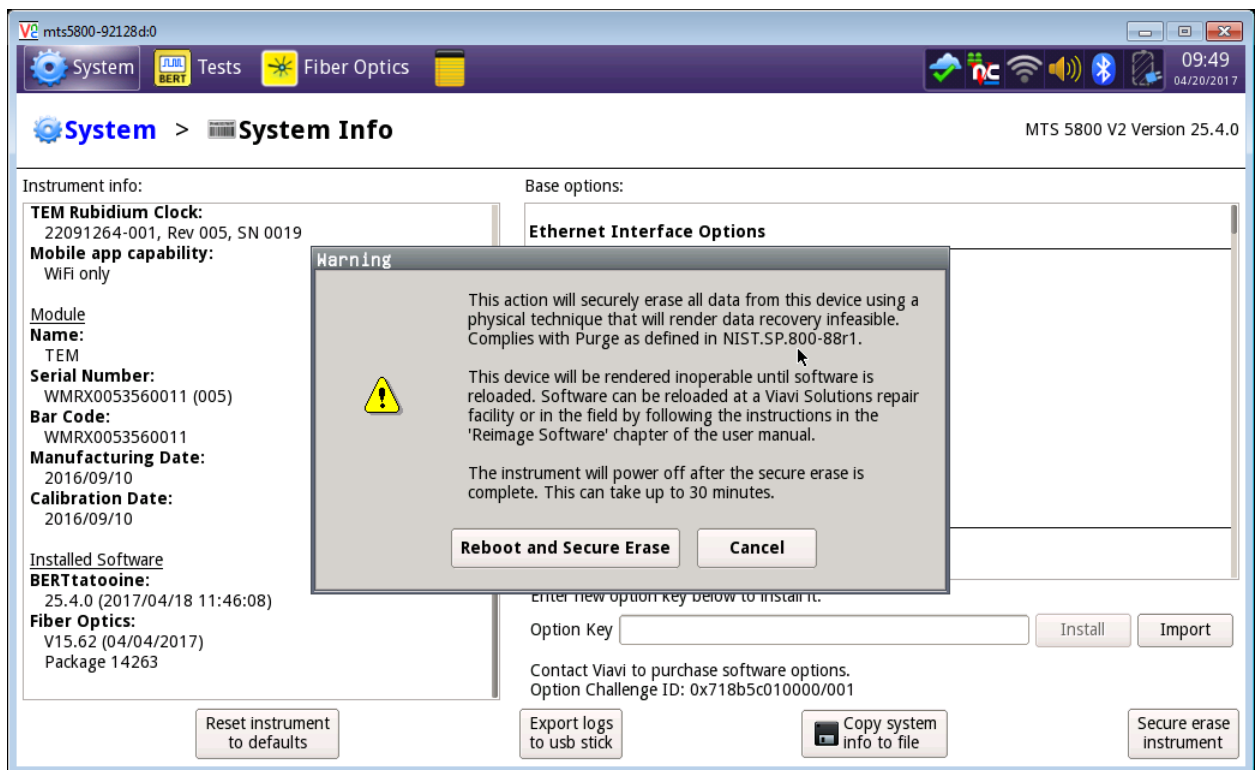 mts5800-92128d:0
System
BERT
Tests
Fiber Optics
09:49
04/20/2017
System > System Info
MTS 5800 V2 Version 25.4.0
Instrument info:
TEM Rubidium Clock:
22091264-001, Rev 005, SN 0019
Mobile app capability:
WiFi only
Module
Name:
TEM
Serial Number:
WMRX0053560011 (005)
Bar Code:
WMRX0053560011
Manufacturing Date:
2016/09/10
Calibration Date:
2016/09/10
Installed Software
BERTtatooine:
25.4.0 (2017/04/18 11:46:08)
Fiber Optics:
V15.62 (04/04/2017)
Package 14263
Base options:
Ethernet Interface Options
Warning
This action will securely erase all data from this device using a
physical technique that will render data recovery infeasible.
Complies with Purge as defined in NIST.SP.800-88r1.
This device will be rendered inoperable until software is
reloaded. Software can be reloaded at a Viavi Solutions repair
facility or in the field by following the instructions in the
'Reimage Software' chapter of the user manual.
The instrument will power off after the secure erase is
complete. This can take up to 30 minutes.
Reboot and Secure Erase
Cancel
Enter new option key below to install it.
Option Key
Install
Import
Contact Viavi to purchase software options.
Option Challenge ID: 0x718b5c010000/001
Reset instrument
to defaults
Export logs
to usb stick
Copy system
info to file
Secure erase
instrument